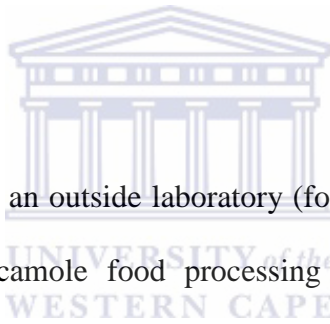 an outside laboratory (fo
UNIVERSITY of the
camole food processing
WESTERN CAPE